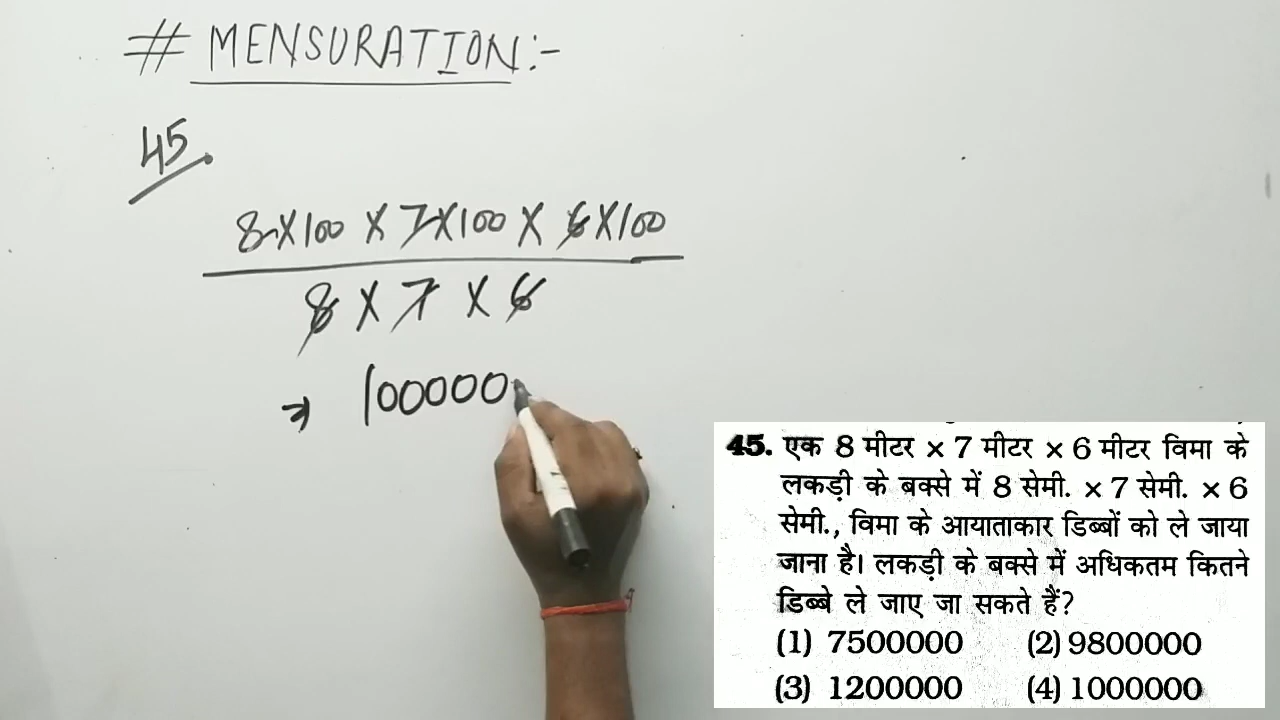 # MENSURATION:-
45.
8×100 × 7×100 × 6×100
8 × 7 × 6
⇒ 100000
45. एक 8 मीटर × 7 मीटर × 6 मीटर विमा के
लकड़ी के बक्से में 8 सेमी. × 7 सेमी. × 6
सेमी., विमा के आयाताकार डिब्बों को ले जाया
जाना है। लकड़ी के बक्से में अधिकतम कितने
डिब्बे ले जाए जा सकते हैं?
(1) 7500000 (2) 9800000
(3) 1200000 (4) 1000000